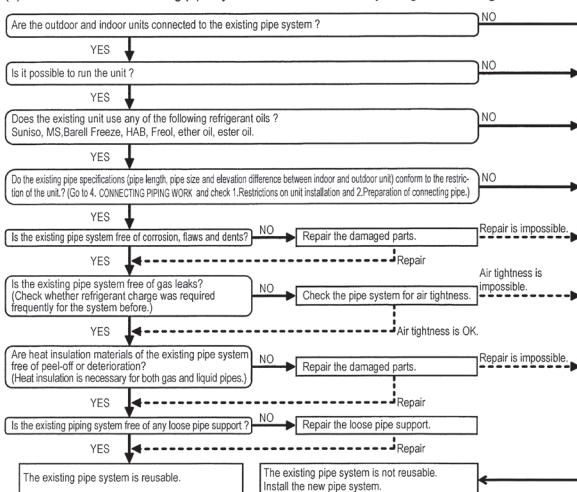 Are the outdoor and indoor units connected to the existing pipe system ?
NO
YES
Is it possible to run the unit ?
NO
YES
Does the existing unit use any of the following refrigerant oils ?
Suniso, MS,Barell Freeze, HAB, Freol, ether oil, ester oil.
NO
YES
Do the existing pipe specifications (pipe length, pipe size and elevation difference between indoor and outdoor unit) conform to the restric-
tion of the unit.? (Go to 4. CONNECTING PIPING WORK and check 1.Restrictions on unit installation and 2.Preparation of connecting pipe.)
NO
YES
Is the existing pipe system free of corrosion, flaws and dents?
NO
Repair the damaged parts.
Repair is impossible.
YES
Repair
Is the existing pipe system free of gas leaks?
(Check whether refrigerant charge was required
frequently for the system before.)
NO
Check the pipe system for air tightness.
Air tightness is
impossible.
YES
Air tightness is OK.
Are heat insulation materials of the existing pipe system
free of peel-off or deterioration?
(Heat insulation is necessary for both gas and liquid pipes.)
NO
Repair the damaged parts.
Repair is impossible.
YES
Repair
Is the existing piping system free of any loose pipe support ?
NO
Repair the loose pipe support.
YES
Repair
The existing pipe system is reusable.
The existing pipe system is not reusable.
Install the new pipe system.